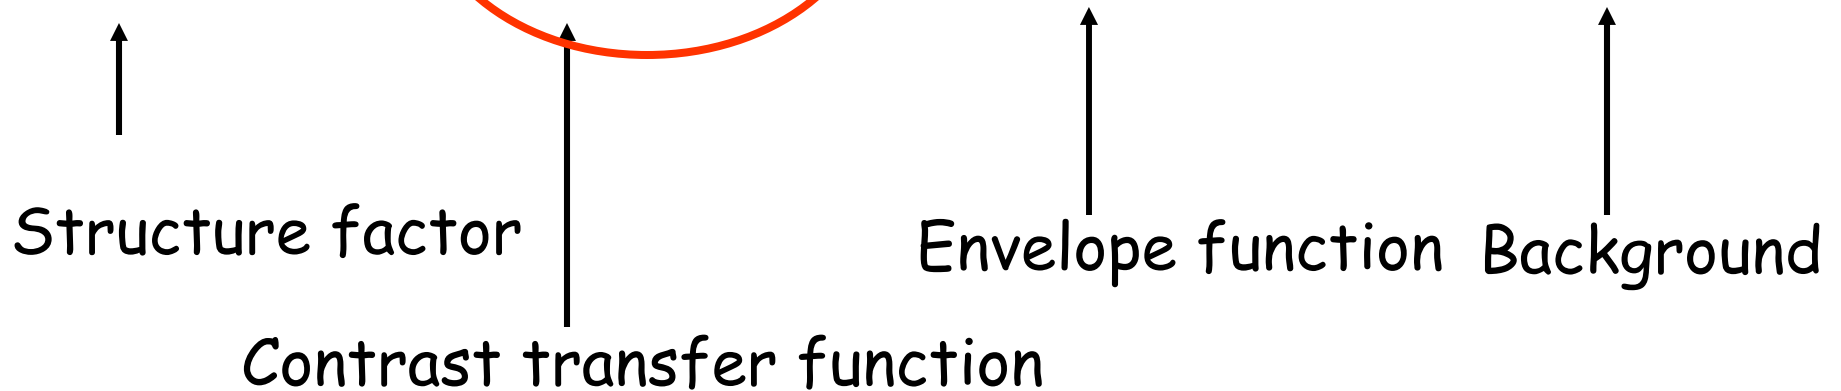 Structure factor
Envelope function
Background
Contrast transfer function